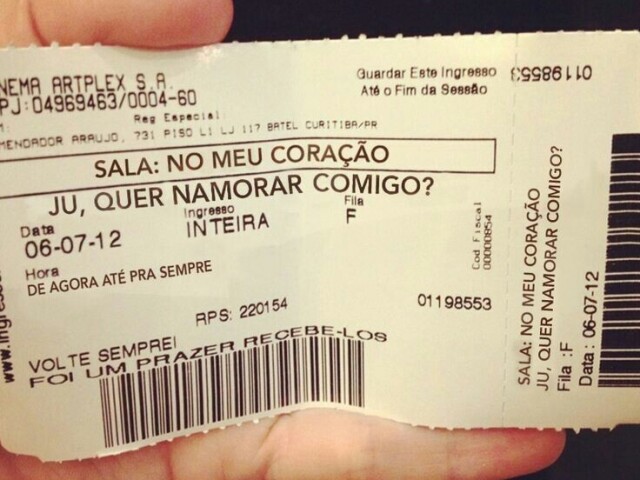 NEMA ARTPLEX S.A.
PJ:04969463/0004-60
Reg Especial:
MENDADOR ARAUJO, 731 PISO L1 LJ 117 BATEL CURITIBA/PR
Guardar Este Ingresso
Até o Fim da Sessão
SALA: NO MEU CORAÇÃO
JU, QUER NAMORAR COMIGO?
Data
06-07-12
Ingresso
INTEIRA
Fila
F
Hora
DE AGORA ATÉ PRA SEMPRE
RPS: 220154
01198553
Cod Fiscal
00000854
VOLTE SEMPRE!
FOI UM PRAZER RECEBE-LOS
www.ingres
01198553
SALA: NO MEU CORAÇÃO
JU, QUER NAMORAR COMIGO?
Fila :F
Data: 06-07-12